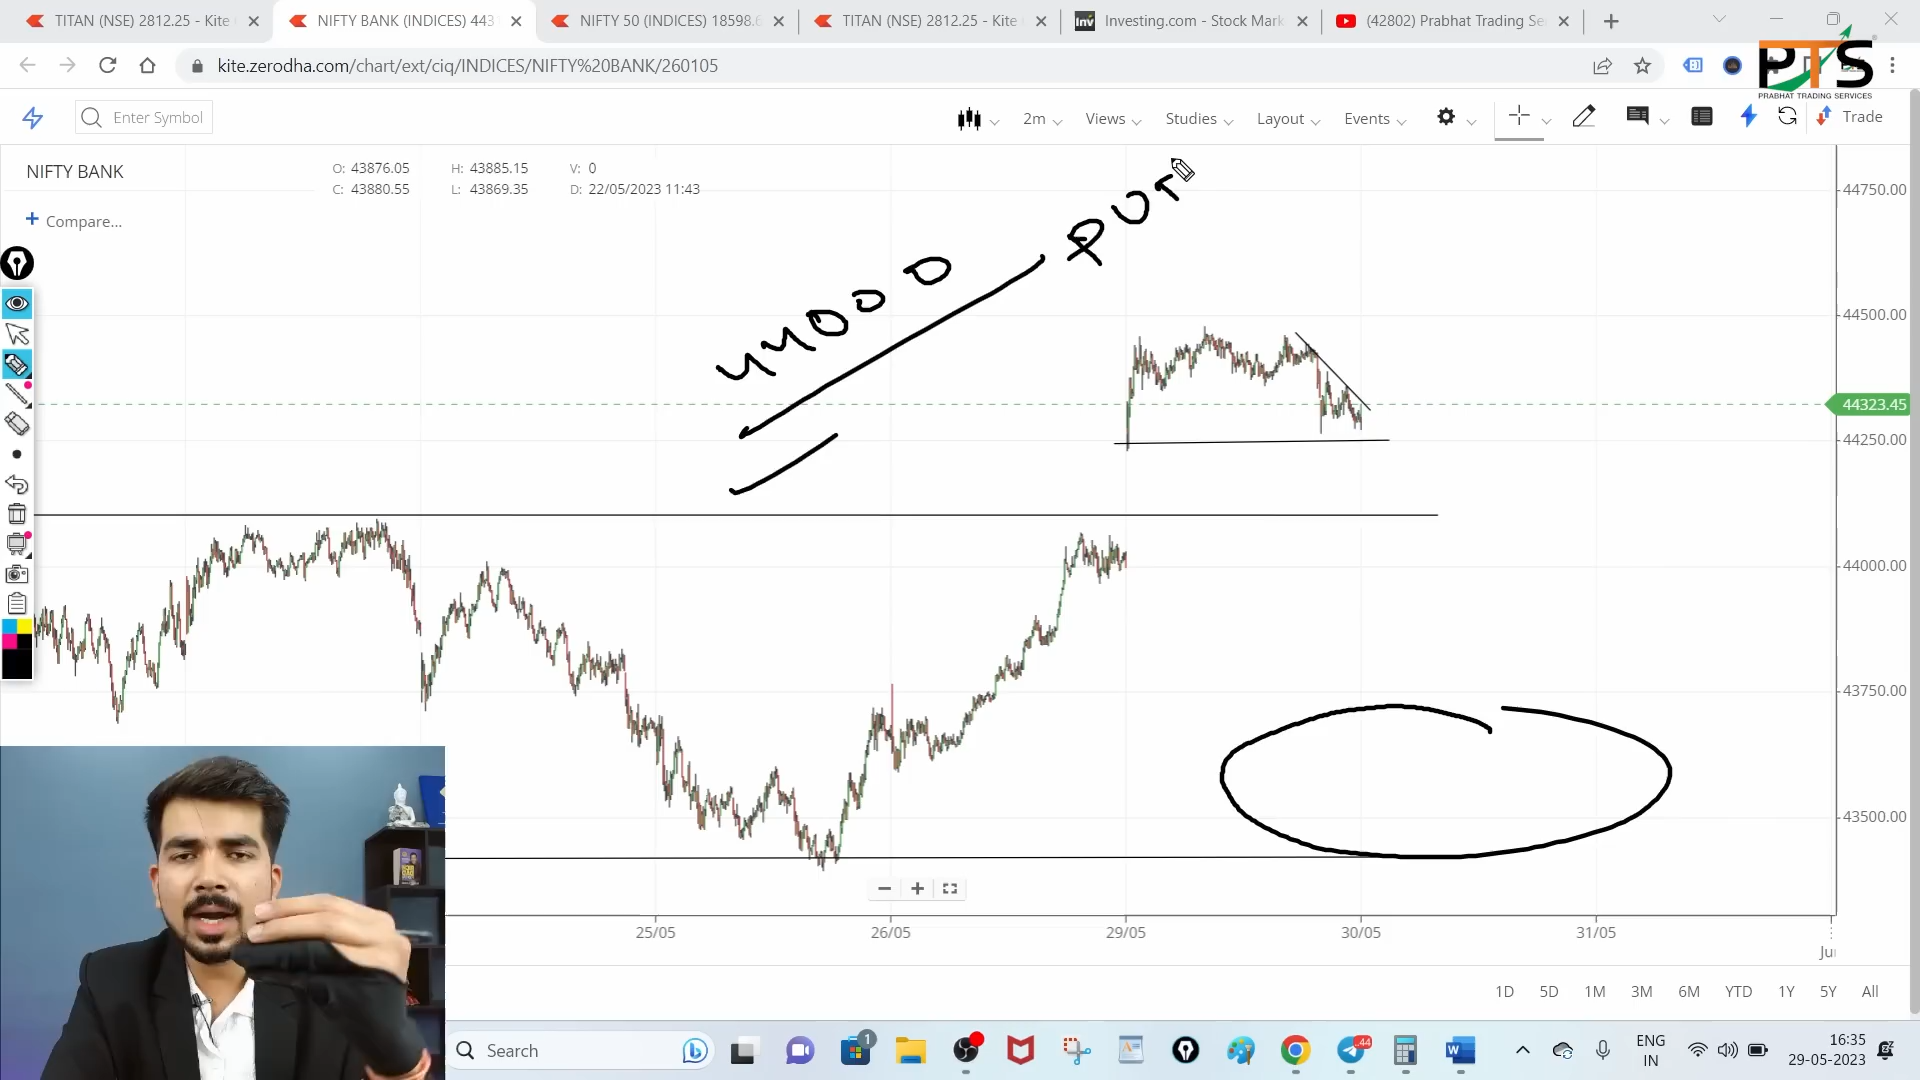 TITAN (NSE) 2812.25 - Kite
NIFTY BANK (INDICES) 443
NIFTY 50 (INDICES) 18598.6
TITAN (NSE) 2812.25 - Kite
Inv
Investing.com - Stock Mark
(42802) Prabhat Trading Se
kite.zerodha.com/chart/ext/ciq/INDICES/NIFTY%20BANK/260105
PTS
PRABHAT TRADING SERVICES
Enter Symbol
2m
Views
Studies
Layout
Events
Trade
NIFTY BANK
O: 43876.05 H: 43885.15 V: 0
C: 43880.55 L: 43869.35 D: 22/05/2023 11:43
+ Compare...
44000 PUT
44750.00
44500.00
44323.45
44250.00
44000.00
43750.00
43500.00
25/05 26/05 29/05 30/05 31/05
1D 5D 1M 3M 6M YTD 1Y 5Y All
Search
1
44
W
ENG
IN
16:35
29-05-2023